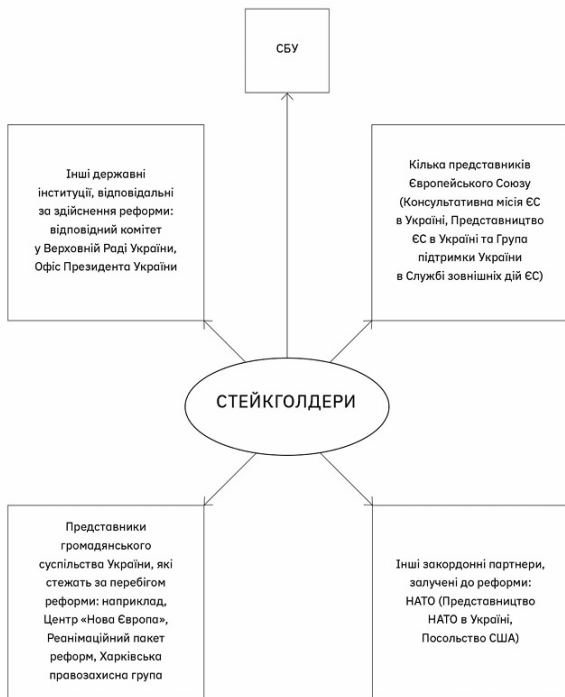 СБУ
Інші державні
інституції, відповідальні
за здійснення реформи:
відповідний комітет
у Верховній Раді України,
Офіс Президента України
Кілька представників
Європейського Союзу
(Консультативна місія ЄС
в Україні, Представництво
ЄС в Україні та Група
підтримки України
в Службі зовнішніх дій ЄС)
СТЕЙКГОЛДЕРИ
Представники
громадянського
суспільства України, які
стежать за перебігом
реформи: наприклад,
Центр «Нова Європа»,
Реанімаційний пакет
реформ, Харківська
правозахисна група
Інші закордонні партнери,
залучені до реформи:
НАТО (Представництво
НАТО в Україні,
Посольство США)